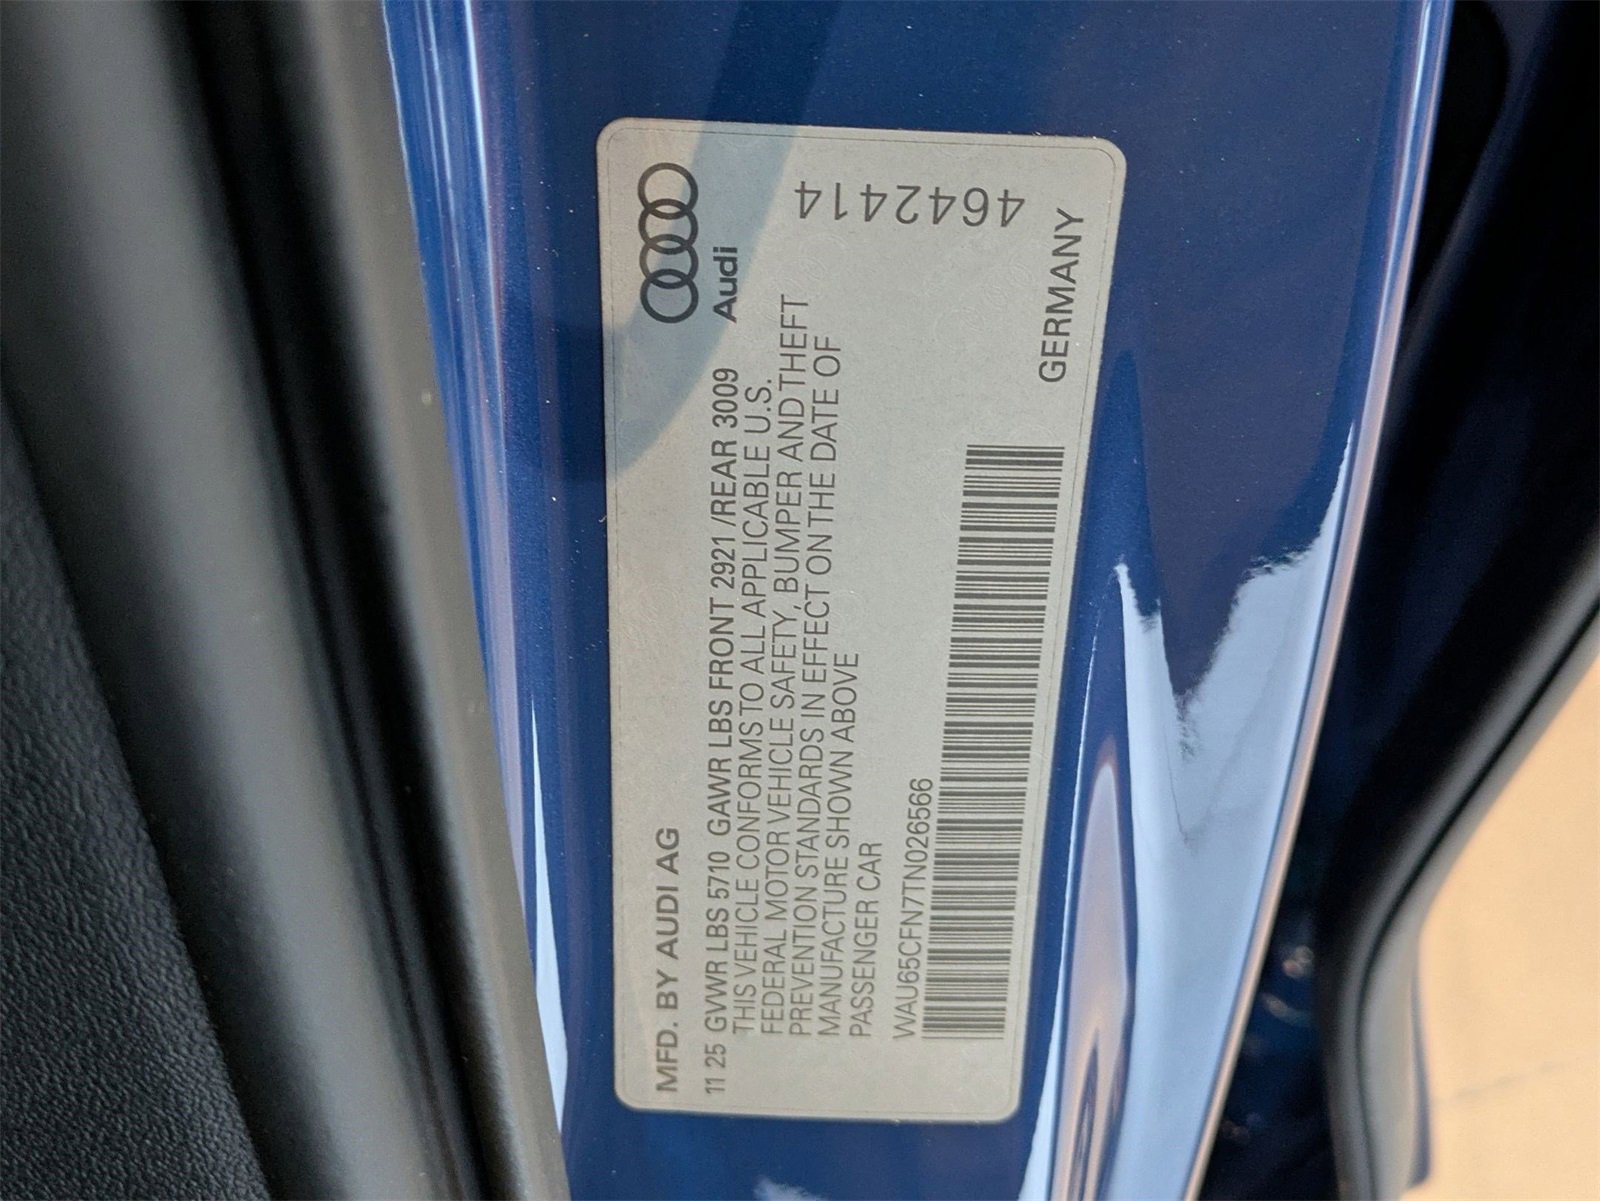 MFD. BY AUDI AG
Audi
11 25 GVWR LBS 5710 GAWR LBS FRONT 2921 /REAR 3009
THIS VEHICLE CONFORMS TO ALL APPLICABLE U.S.
FEDERAL MOTOR VEHICLE SAFETY, BUMPER AND THEFT
PREVENTION STANDARDS IN EFFECT ON THE DATE OF
MANUFACTURE SHOWN ABOVE
PASSENGER CAR
WAU65CFN7TN026566
GERMANY
4642414